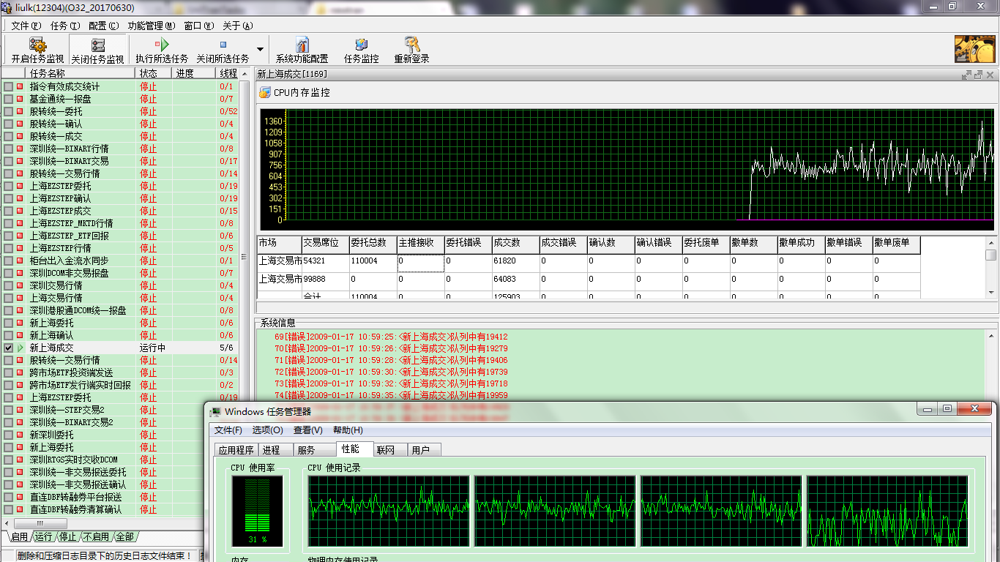 liulk(12304)(O32_20170630)
文件(F) 任务(T) 配置(C) 功能管理(M) 窗口(W) 关于(A)
开启任务监视 关闭任务监视 执行所选任务 关闭所选任务 系统功能配置 任务监控 重新登录
任务名称 状态 进度 线程
指令有效成交统计 停止 0/1
基金通统一报盘 停止 0/7
股转统一委托 停止 0/52
股转统一确认 停止 0/4
股转统一成交 停止 0/4
深圳统一BINARY行情 停止 0/8
深圳统一BINARY交易 停止 0/17
股转统一交易行情 停止 0/14
上海EZSTEP委托 停止 0/19
上海EZSTEP确认 停止 0/19
上海EZSTEP成交 停止 0/15
上海EZSTEP_MKTD行情 停止 0/8
上海EZSTEP_ETF回报 停止 0/6
上海EZSTEP行情 停止 0/5
柜台出入金流水同步 停止 0/1
深圳DCOM非交易报盘 停止 0/7
深圳交易行情 停止 0/4
上海交易行情 停止 0/4
深圳港股通DCOM统一报盘 停止 0/8
新上海委托 停止 0/6
新上海确认 停止 0/6
新上海成交 运行中 5/6
股转统一交易行情 停止 0/14
跨市场ETF投资端发送 停止 0/3
跨市场ETF发行端实时回报 停止 0/2
上海EZSTEP委托 停止 0/19
深圳统一STEP交易2 停止
深圳统一BINARY交易2 停止
新深圳委托 停止
新上海委托 停止
深圳RTGS实时交收DCOM 停止
深圳统一非交易报送委托 停止
深圳统一非交易报送确认 停止
直连DBF转融券平台报送 停止
直连DBF转融券清算确认 停止
启用 运行 停止 不启用 全部
删除和压缩日志目录下的历史日志文件结束！
新上海成交[1169]
CPU内存监控
1360
1209
1058
907
756
604
453
302
151
0
市场 交易席位 委托总数 主推接收 委托错误 成交数 成交错误 确认数 确认错误 委托废单 撤单数 撤单成功 撤单错误 撤单废单
上海交易市 54321 110004 0 0 61820 0 0 0 0 0 0 0 0
上海交易市 99888 0 0 0 64083 0 0 0 0 0 0 0 0
合计 110004 0 0 125903 0 0 0 0 0 0 0 0
系统信息
69[错误]2009-01-17 10:59:25:<新上海成交>队列中有19412
70[错误]2009-01-17 10:59:26:<新上海成交>队列中有19279
71[错误]2009-01-17 10:59:28:<新上海成交>队列中有19406
72[错误]2009-01-17 10:59:30:<新上海成交>队列中有19739
73[错误]2009-01-17 10:59:32:<新上海成交>队列中有19718
74[错误]2009-01-17 10:59:35:<新上海成交>队列中有19959
Windows 任务管理器
文件(F) 选项(O) 查看(V) 帮助(H)
应用程序 进程 服务 性能 联网 用户
CPU 使用率 CPU 使用记录
31 %
内存 物理内存使用记录